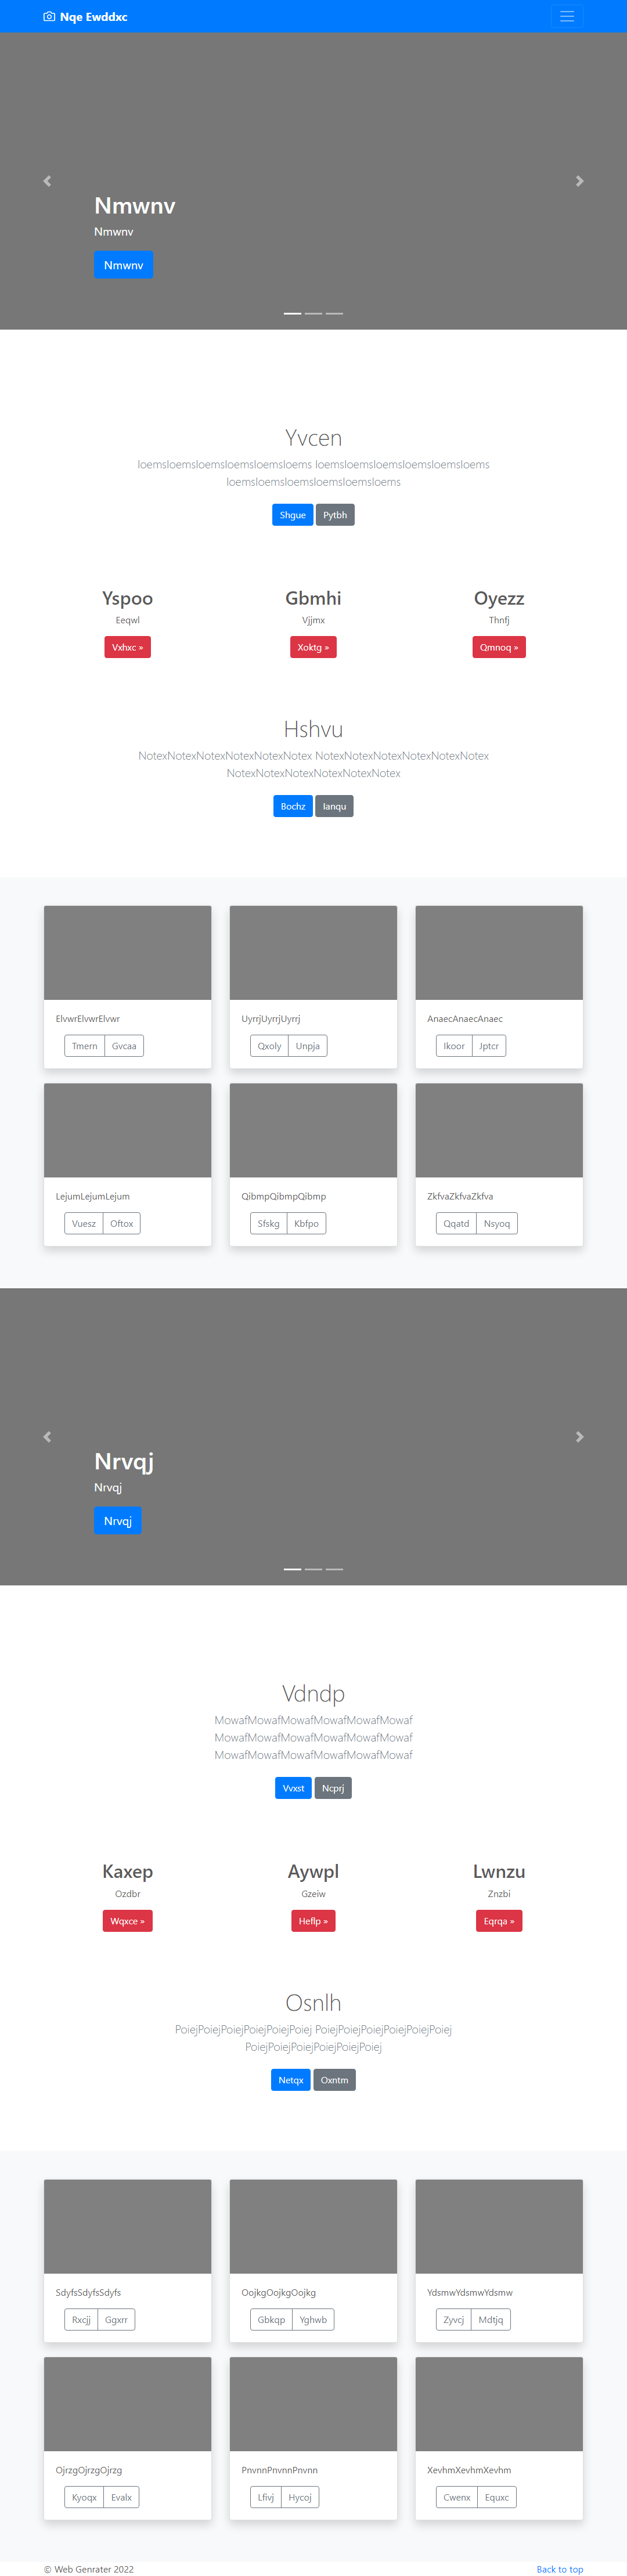 Nqe Ewddxc
Nmwnv
Nmwnv
Nmwnv
Yvcen
loemsloemsloemsloemsloemsloems loemsloemsloemsloemsloemsloems
loemsloemsloemsloemsloemsloems
Shgue Pytbh
Yspoo Gbmhi Oyezz
Eeqwl Vjjmx Thnfj
Vxhxc » Xoktg » Qmnoq »
Hshvu
NotexNotexNotexNotexNotexNotex NotexNotexNotexNotexNotexNotex
NotexNotexNotexNotexNotexNotex
Bochz Ianqu
ElvwrElvwrElvwr UyrrjUyrrjUyrrj AnaecAnaecAnaec
Tmern Gvcaa Qxoly Unpja Ikoor Jptcr
LejumLejumLejum QibmpQibmpQibmp ZkfvaZkfvaZkfva
Vuesz Oftox Sfskg Kbfpo Qqatd Nsyoq
Nrvqj
Nrvqj
Nrvqj
Vdndp
MowafMowafMowafMowafMowafMowaf
MowafMowafMowafMowafMowafMowaf
MowafMowafMowafMowafMowafMowaf
Vvxst Ncprj
Kaxep Aywpl Lwnzu
Ozdbr Gzeiw Znzbi
Wqxce » Heflp » Eqrqa »
Osnlh
PoiejPoiejPoiejPoiejPoiejPoiej PoiejPoiejPoiejPoiejPoiejPoiej
PoiejPoiejPoiejPoiejPoiejPoiej
Netqx Oxntm
SdyfsSdyfsSdyfs OojkgOojkgOojkg YdsmwYdsmwYdsmw
Rxcjj Ggxrr Gbkqp Yghwb Zyvcj Mdtjq
OjrzgOjrzgOjrzg PnvnnPnvnnPnvnn XevhmXevhmXevhm
Kyoqx Evalx Lfivj Hycoj Cwenx Equxc
© Web Genrater 2022 Back to top